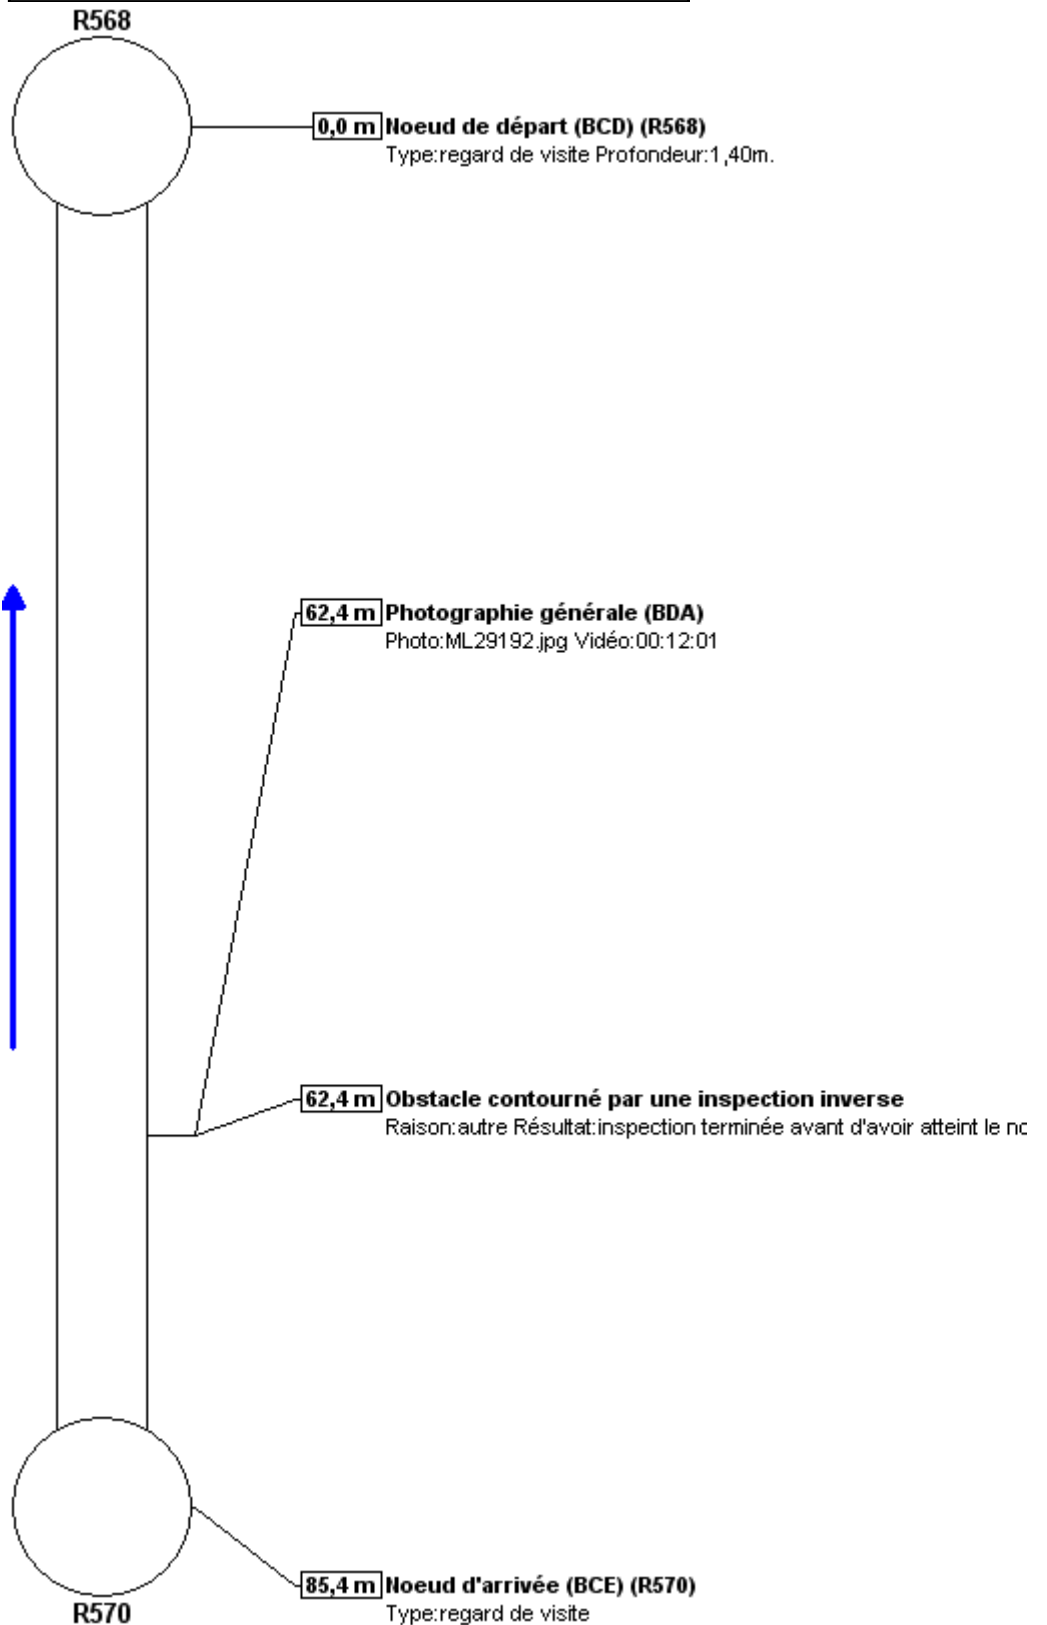 R568
0,0 m Noeud de départ (BCD) (R568)
Type:regard de visite Profondeur:1,40m.
62,4 m Photographie générale (BDA)
Photo:ML29192.jpg Vidéo:00:12:01
62,4 m Obstacle contourné par une inspection inverse
Raison:autre Résultat:inspection terminée avant d'avoir atteint le
85,4 m Noeud d'arrivée (BCE) (R570)
R570
Type:regard de visite